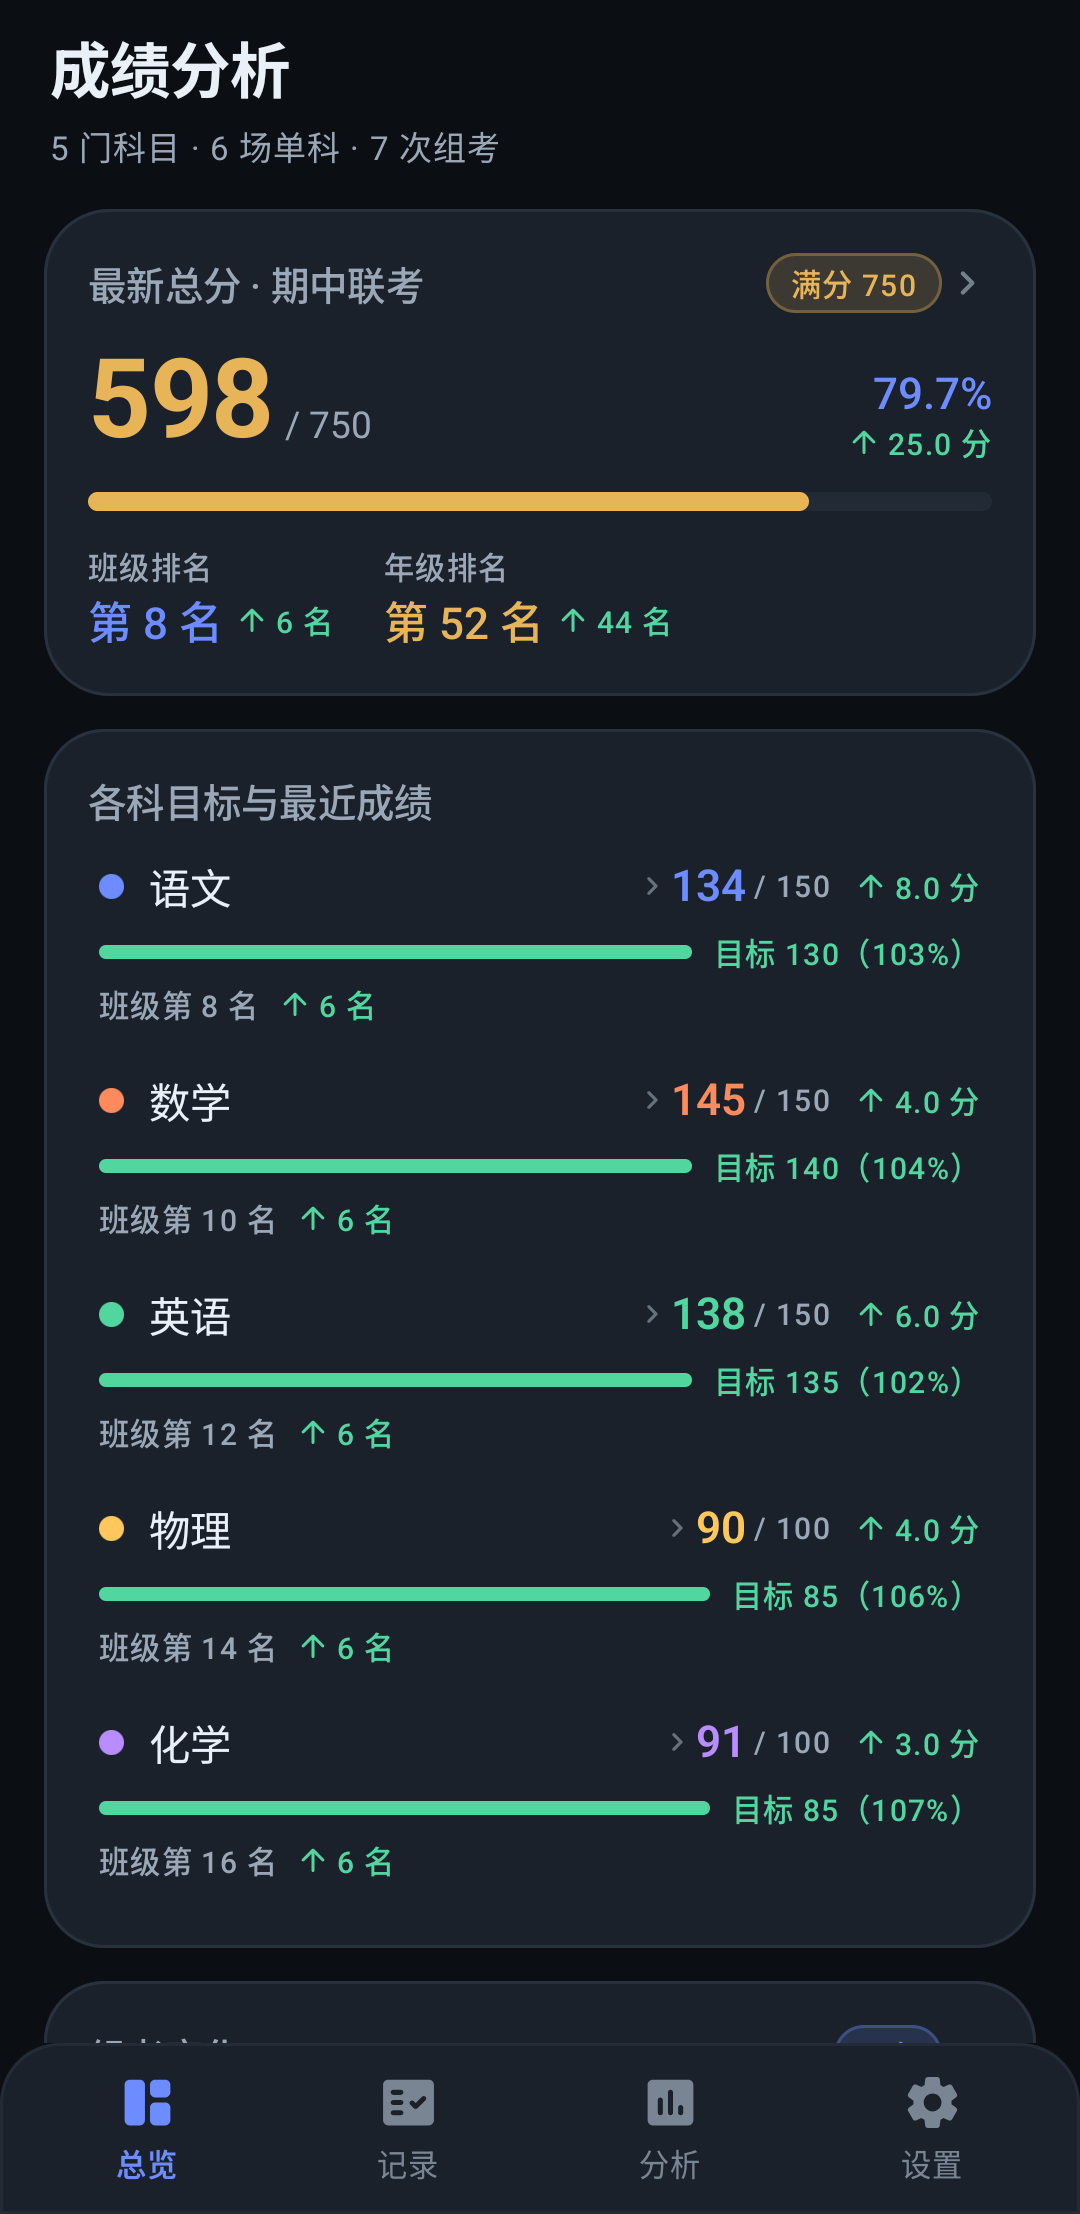 成绩分析
5 门科目 · 6 场单科 · 7 次组考
最新总分 · 期中联考
满分 750
598 / 750
79.7%
↑ 25.0 分
班级排名
年级排名
第 8 名 ↑ 6 名
第 52 名 ↑ 44 名
各科目标与最近成绩
语文
134 / 150 ↑ 8.0 分
目标 130（103%）
班级第 8 名 ↑ 6 名
数学
145 / 150 ↑ 4.0 分
目标 140（104%）
班级第 10 名 ↑ 6 名
英语
138 / 150 ↑ 6.0 分
目标 135（102%）
班级第 12 名 ↑ 6 名
物理
90 / 100 ↑ 4.0 分
目标 85（106%）
班级第 14 名 ↑ 6 名
化学
91 / 100 ↑ 3.0 分
目标 85（107%）
班级第 16 名 ↑ 6 名
总览
记录
分析
设置